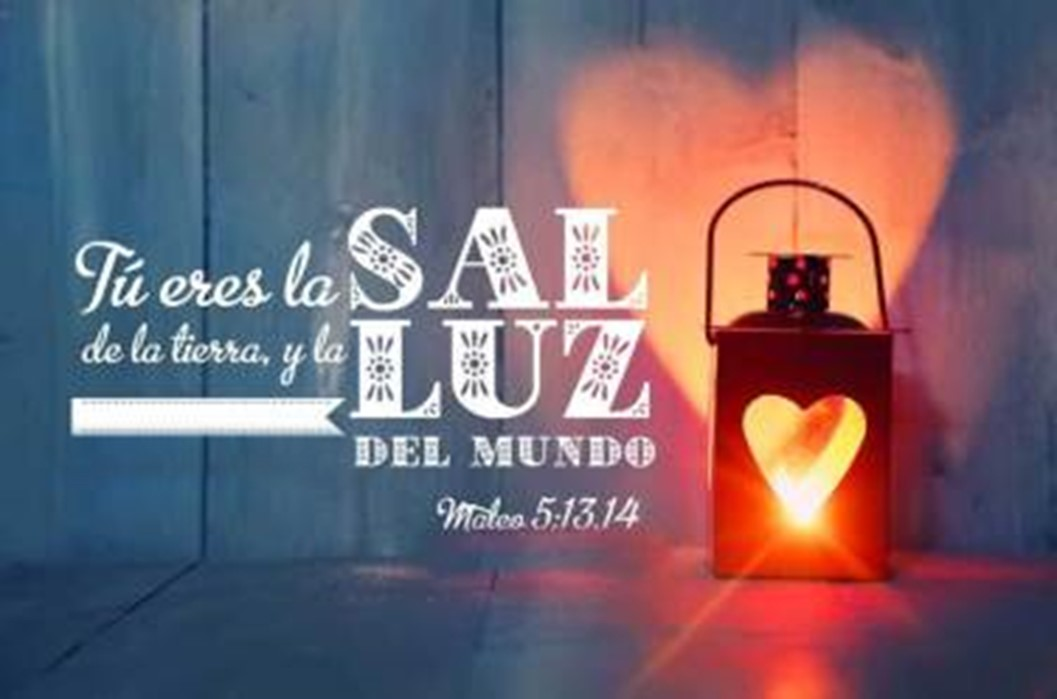 Tú eres la SAL
de la tierra, y la LUZ
DEL MUNDO
Mateo 5:13.14